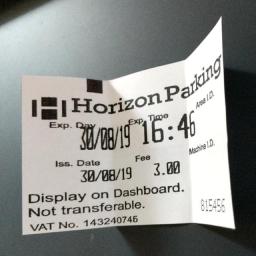 Horizon Parking
Exp. Day Exp. Time Area I.D.
30/08/19 16:46
Iss. Date Fee Machine I.D.
30/08/19 3.00
Display on Dashboard.
Not transferable. 815456
VAT No. 143240746